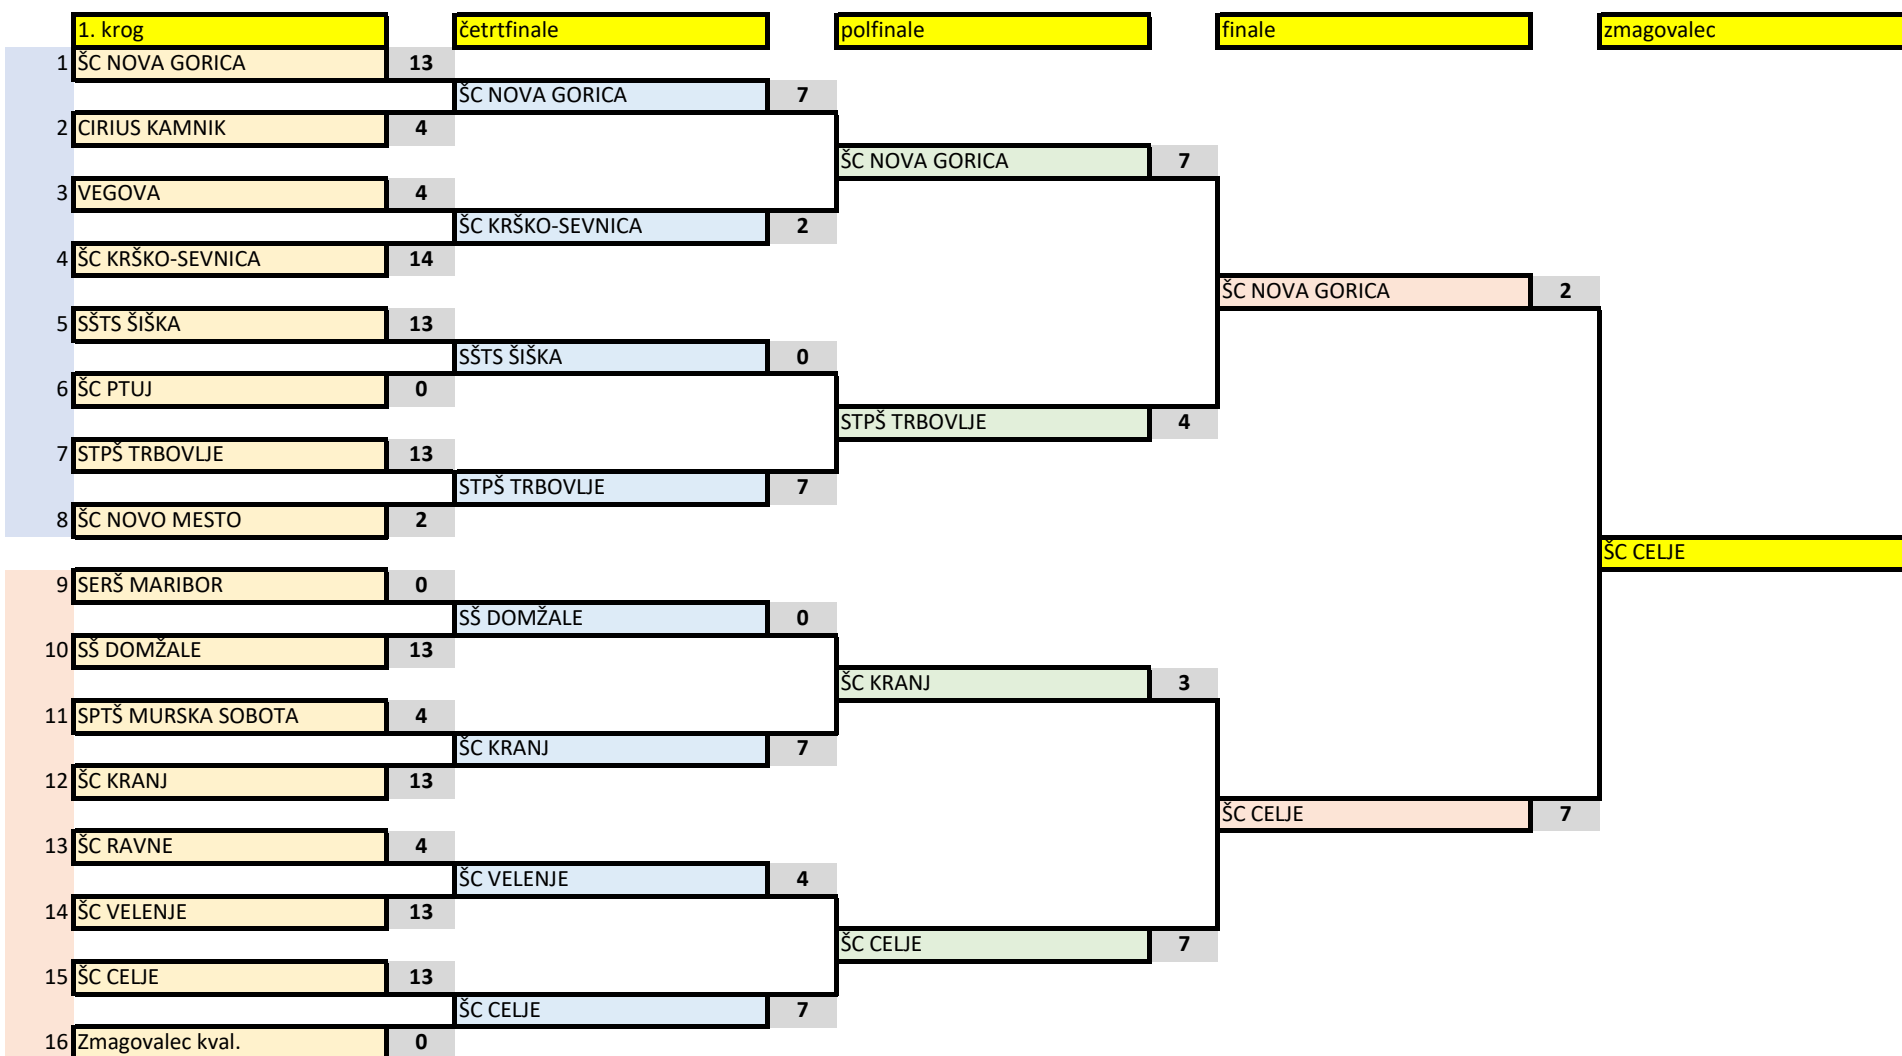 1. krog četrtfinale polfinale finale zmagovalec
1 ŠC NOVA GORICA 13
ŠC NOVA GORICA 7
2 CIRIUS KAMNIK 4
ŠC NOVA GORICA 7
3 VEGOVA 4
ŠC KRŠKO-SEVNICA 2
4 ŠC KRŠKO-SEVNICA 14
ŠC NOVA GORICA 2
5 SŠTS ŠIŠKA 13
SŠTS ŠIŠKA 0
6 ŠC PTUJ 0
STPŠ TRBOVLJE 4
7 STPŠ TRBOVLJE 13
STPŠ TRBOVLJE 7
8 ŠC NOVO MESTO 2
ŠC CELJE
9 SERŠ MARIBOR 0
SŠ DOMŽALE 0
10 SŠ DOMŽALE 13
ŠC KRANJ 3
11 SPTŠ MURSKA SOBOTA 4
ŠC KRANJ 7
12 ŠC KRANJ 13
ŠC CELJE 7
13 ŠC RAVNE 4
ŠC VELENJE 4
14 ŠC VELENJE 13
ŠC CELJE 7
15 ŠC CELJE 13
ŠC CELJE 7
16 Zmagovalec kval. 0